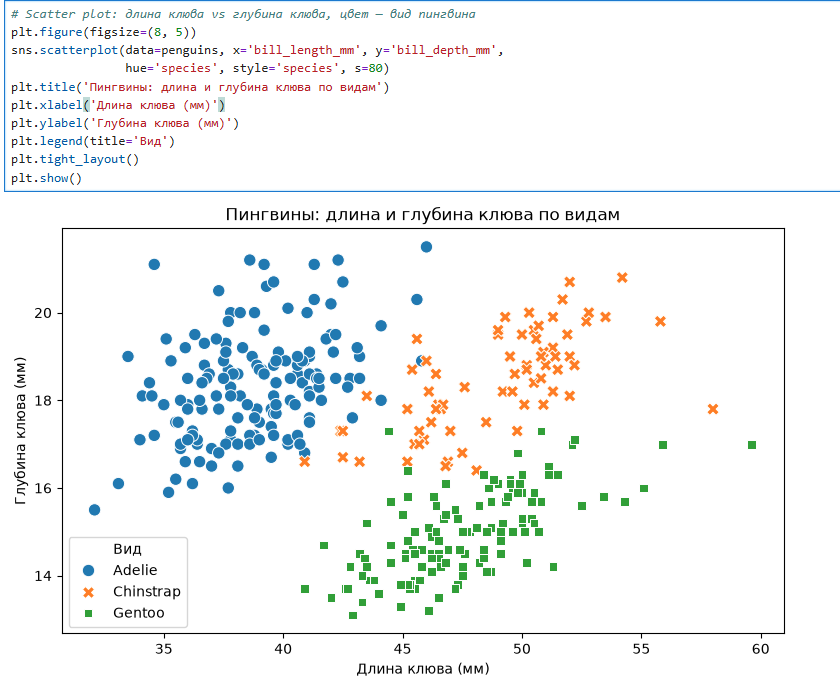 # Scatter plot: длина клюва vs глубина клюва, цвет — вид пингвина
plt.figure(figsize=(8, 5))
sns.scatterplot(data=penguins, x='bill_length_mm', y='bill_depth_mm',
                hue='species', style='species', s=80)
plt.title('Пингвины: длина и глубина клюва по видам')
plt.xlabel('Длина клюва (мм)')
plt.ylabel('Глубина клюва (мм)')
plt.legend(title='Вид')
plt.tight_layout()
plt.show()
Пингвины: длина и глубина клюва по видам
Глубина клюва (мм)
20
18
16
14
Вид
Adelie
Chinstrap
Gentoo
35 40 45 50 55 60
Длина клюва (мм)